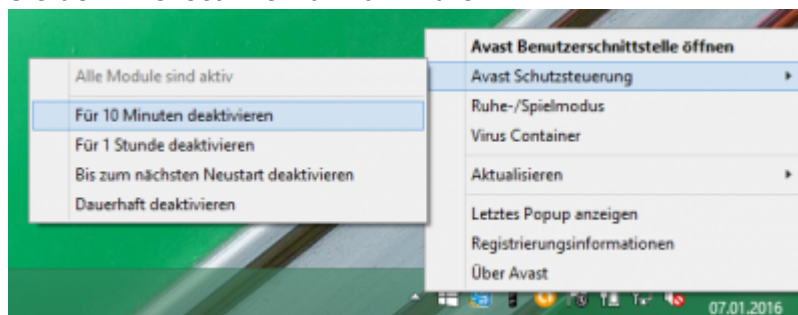 Avast Benutzerschnittstelle öffnen
Avast Schutzsteuerung
Ruhe-/Spielmodus
Virus Container
Aktualisieren
Letztes Popup anzeigen
Registrierungsinformationen
Über Avast
Alle Module sind aktiv
Für 10 Minuten deaktivieren
Für 1 Stunde deaktivieren
Bis zum nächsten Neustart deaktivieren
Dauerhaft deaktivieren
07.01.2016